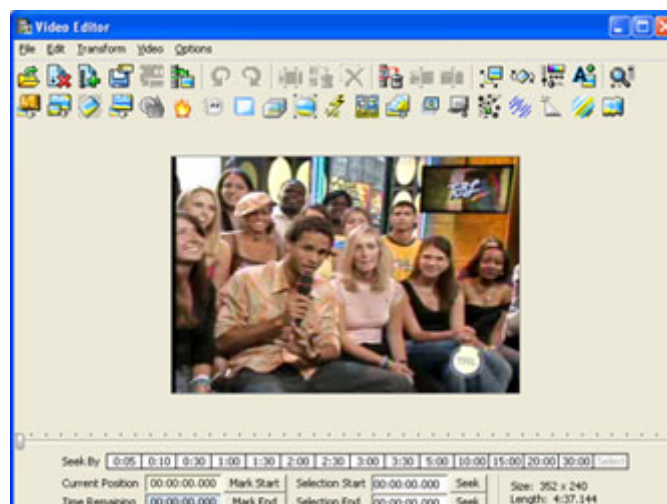 Video Editor
File Edit Transform Video Options
TRL
Seek By 0:05 0:10 0:30 1:00 1:30 2:00 2:30 3:00 3:30 5:00 10:00 15:00 20:00 30:00 Select
Current Position 00:00:00.000 Mark Start Selection Start 00:00:00.000 Seek Size: 352 x 240
Time Remaining 00:00:00.000 Mark End Selection End 00:00:00.000 Seek Length: 4:37.144